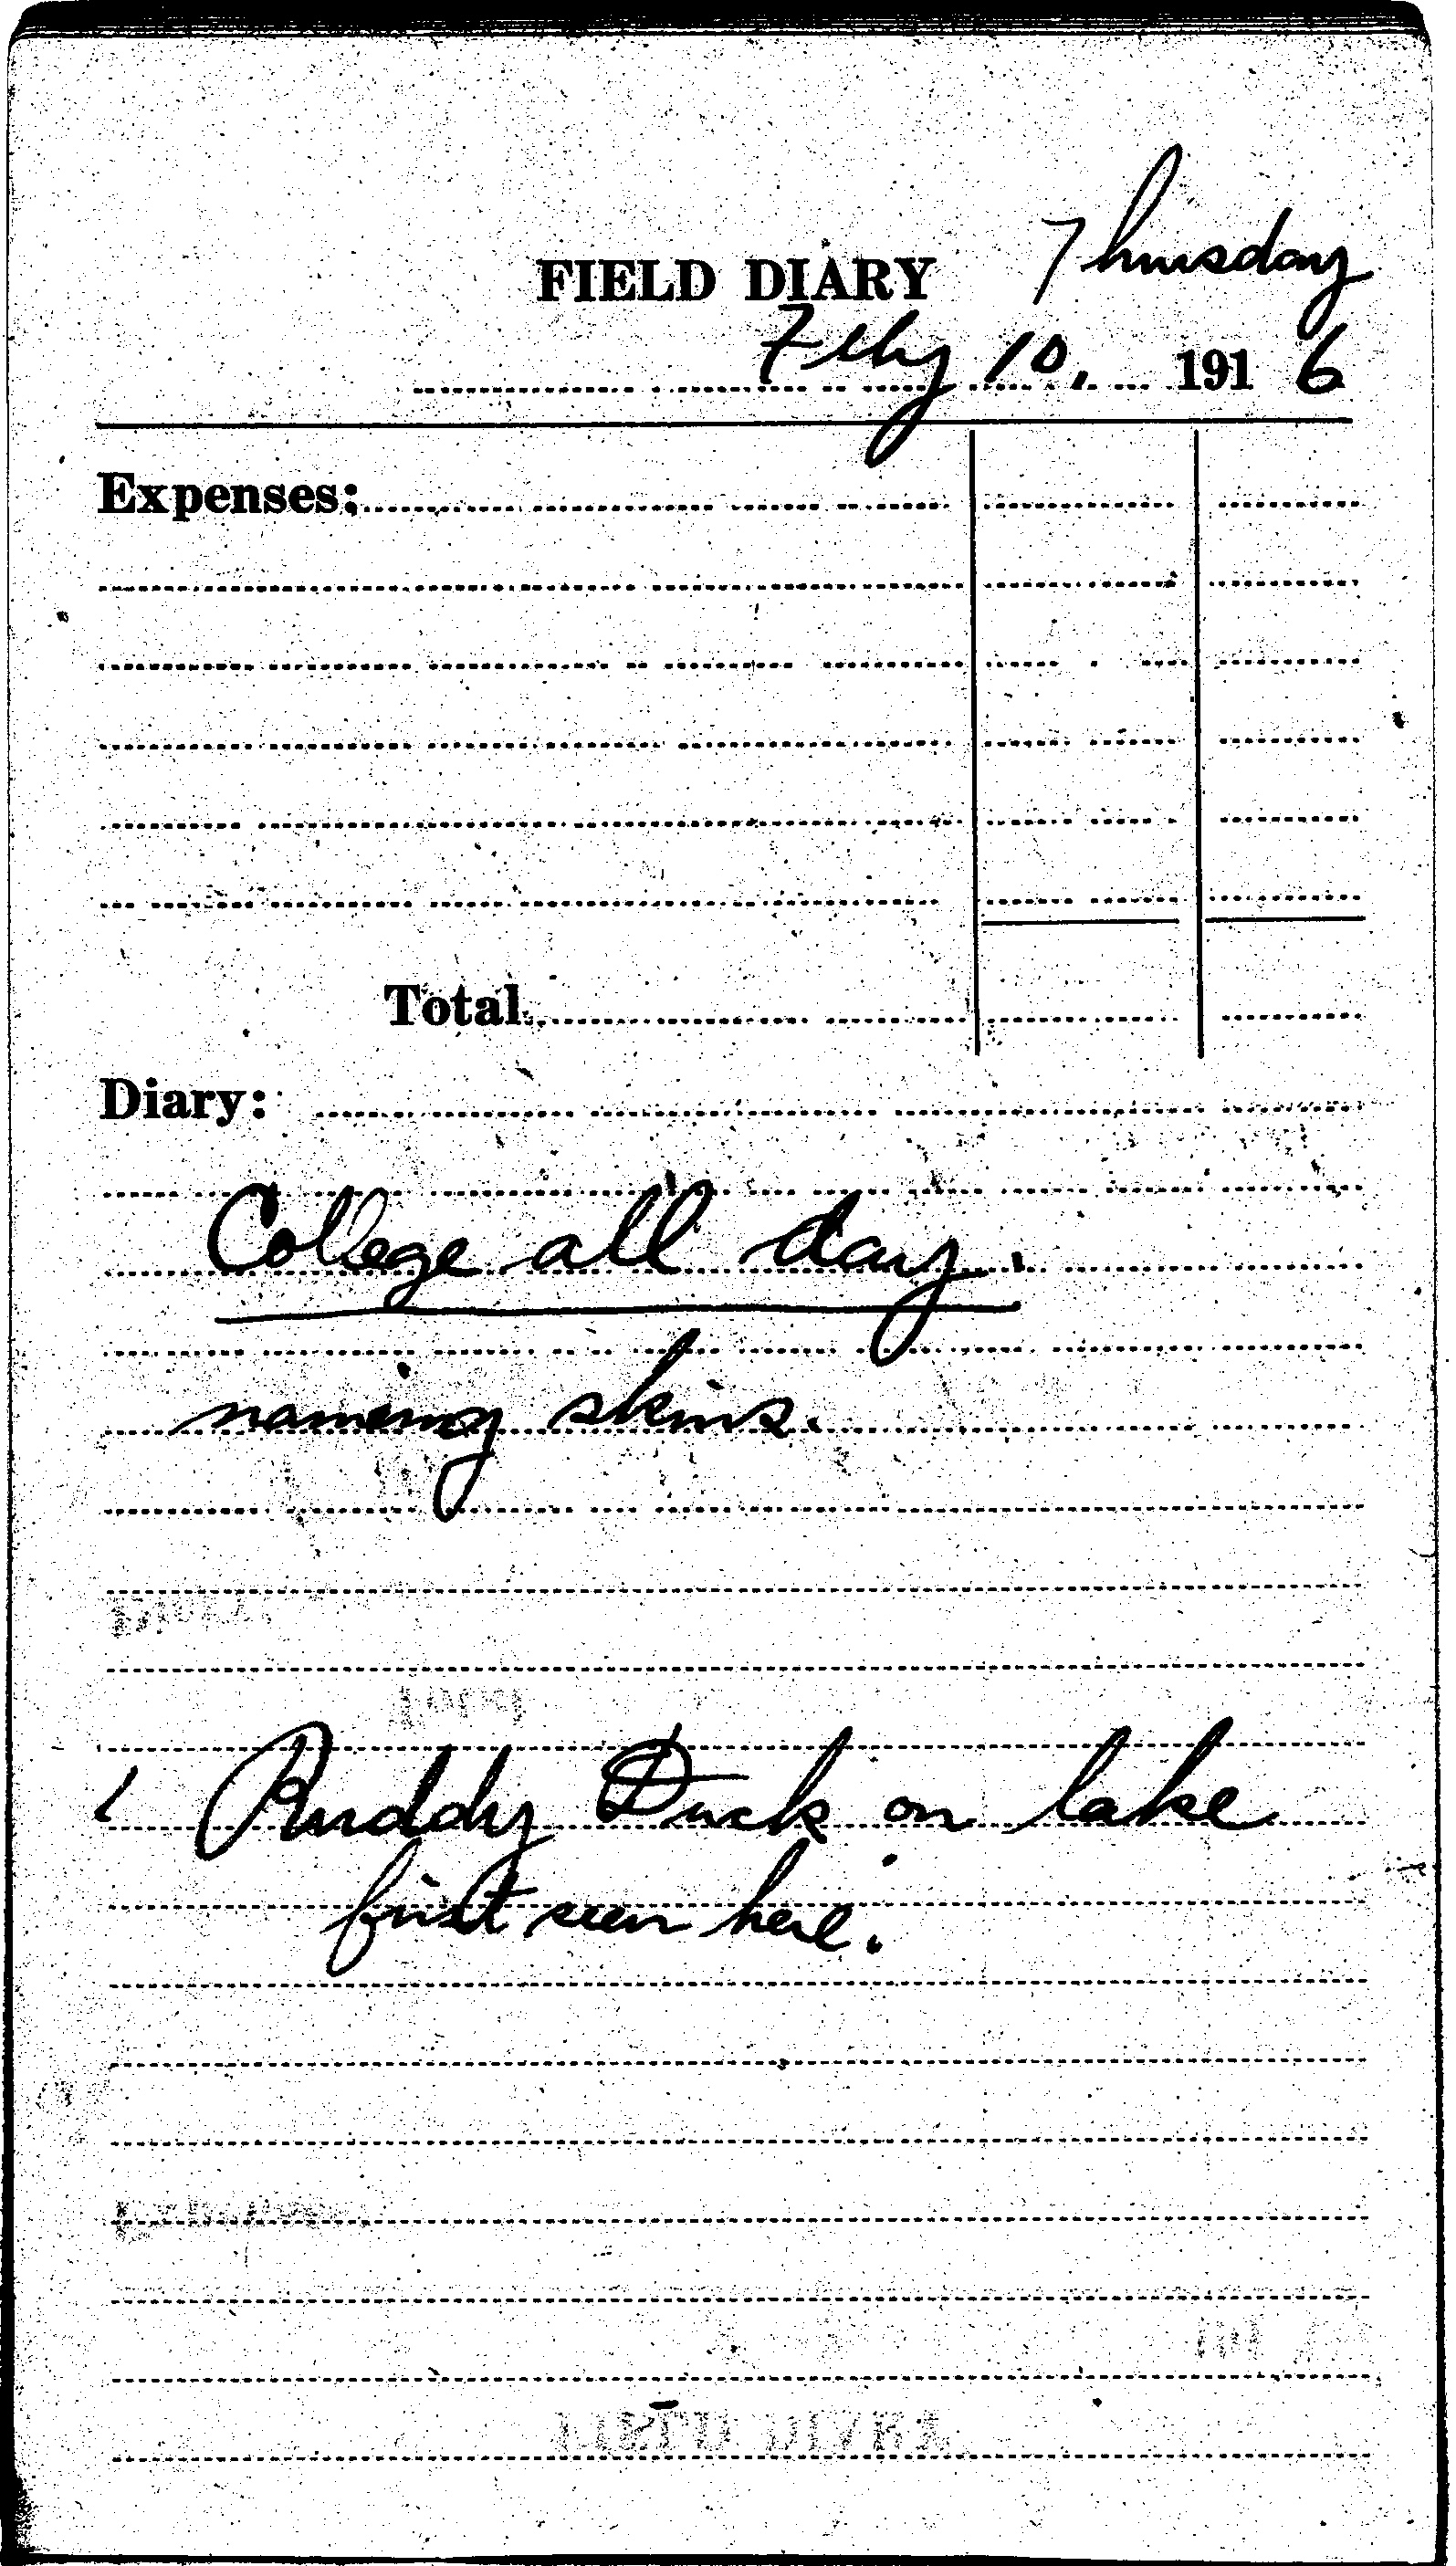 Thursday
FIELD DIARY
Feby 10, 1916
Expenses:
Total
Diary:
College all day.
nameing skins.
1 Ruddy Duck on lake
first seen here.